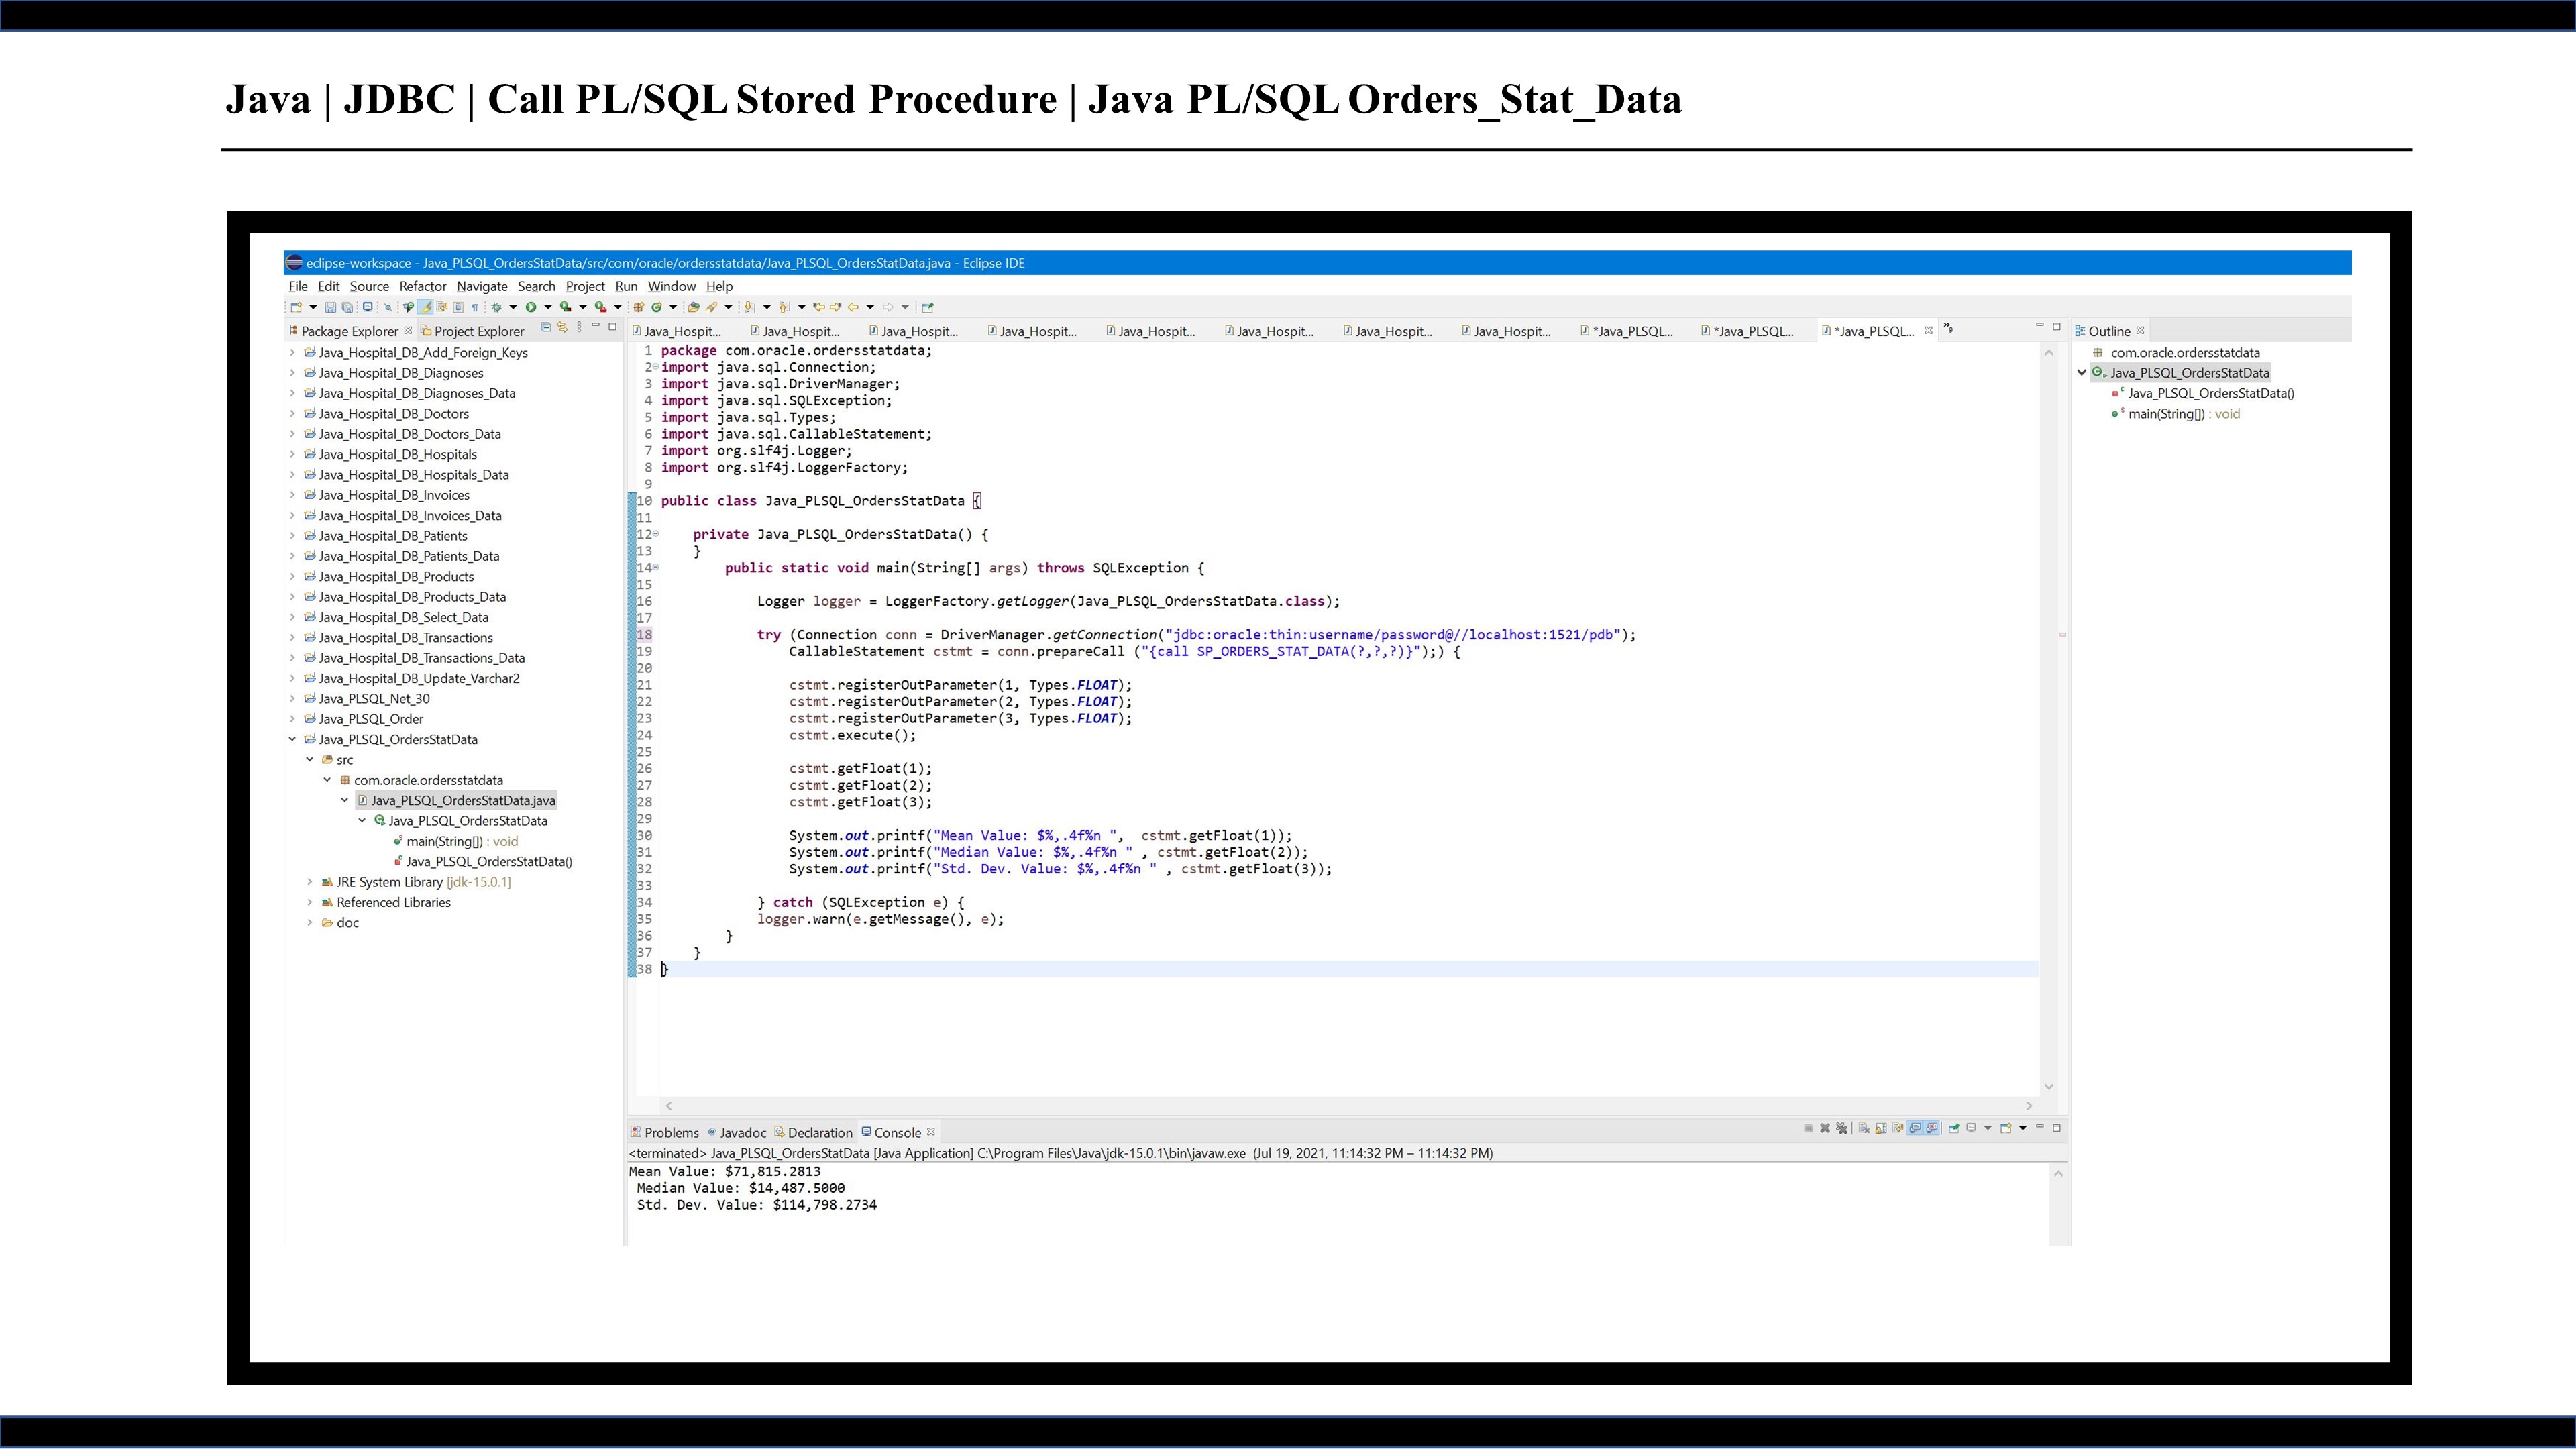 Java | JDBC | Call PL/SQL Stored Procedure | Java PL/SQL Orders_Stat_Data
eclipse-workspace - Java_PLSQL_OrdersStatData/src/com/oracle/ordersstatdata/Java_PLSQL_OrdersStatData.java - Eclipse IDE
File Edit Source Refactor Navigate Search Project Run Window Help
Package Explorer Project Explorer
Java_Hospital_DB_Add_Foreign_Keys
Java_Hospital_DB_Diagnoses
Java_Hospital_DB_Diagnoses_Data
Java_Hospital_DB_Doctors
Java_Hospital_DB_Doctors_Data
Java_Hospital_DB_Hospitals
Java_Hospital_DB_Hospitals_Data
Java_Hospital_DB_Invoices
Java_Hospital_DB_Invoices_Data
Java_Hospital_DB_Patients
Java_Hospital_DB_Patients_Data
Java_Hospital_DB_Products
Java_Hospital_DB_Products_Data
Java_Hospital_DB_Select_Data
Java_Hospital_DB_Transactions
Java_Hospital_DB_Transactions_Data
Java_Hospital_DB_Update_Varchar2
Java_PLSQL_Net_30
Java_PLSQL_Order
Java_PLSQL_OrdersStatData
src
com.oracle.ordersstatdata
Java_PLSQL_OrdersStatData.java
Java_PLSQL_OrdersStatData
main(String[]) : void
Java_PLSQL_OrdersStatData()
JRE System Library [jdk-15.0.1]
Referenced Libraries
doc
Java_Hospit... Java_Hospit... Java_Hospit... Java_Hospit... Java_Hospit... Java_Hospit... Java_Hospit... Java_Hospit... *Java_PLSQL... *Java_PLSQL... *Java_PLSQL... »9
1 package com.oracle.ordersstatdata;
2 import java.sql.Connection;
3 import java.sql.DriverManager;
4 import java.sql.SQLException;
5 import java.sql.Types;
6 import java.sql.CallableStatement;
7 import org.slf4j.Logger;
8 import org.slf4j.LoggerFactory;
9
10 public class Java_PLSQL_OrdersStatData {
11
12 private Java_PLSQL_OrdersStatData() {
13 }
14 public static void main(String[] args) throws SQLException {
15
16 Logger logger = LoggerFactory.getLogger(Java_PLSQL_OrdersStatData.class);
17
18 try (Connection conn = DriverManager.getConnection("jdbc:oracle:thin:username/password@//localhost:1521/pdb");
19 CallableStatement cstmt = conn.prepareCall ("{call SP_ORDERS_STAT_DATA(?,?,?)}");) {
20
21 cstmt.registerOutParameter(1, Types.FLOAT);
22 cstmt.registerOutParameter(2, Types.FLOAT);
23 cstmt.registerOutParameter(3, Types.FLOAT);
24 cstmt.execute();
25
26 cstmt.getFloat(1);
27 cstmt.getFloat(2);
28 cstmt.getFloat(3);
29
30 System.out.printf("Mean Value: $%,.4f%n ",  cstmt.getFloat(1));
31 System.out.printf("Median Value: $%,.4f%n " , cstmt.getFloat(2));
32 System.out.printf("Std. Dev. Value: $%,.4f%n " , cstmt.getFloat(3));
33
34 } catch (SQLException e) {
35 logger.warn(e.getMessage(), e);
36 }
37 }
38 }
Outline
com.oracle.ordersstatdata
Java_PLSQL_OrdersStatData
Java_PLSQL_OrdersStatData()
main(String[]) : void
Problems Javadoc Declaration Console
<terminated> Java_PLSQL_OrdersStatData [Java Application] C:\Program Files\Java\jdk-15.0.1\bin\javaw.exe (Jul 19, 2021, 11:14:32 PM – 11:14:32 PM)
Mean Value: $71,815.2813
Median Value: $14,487.5000
Std. Dev. Value: $114,798.2734